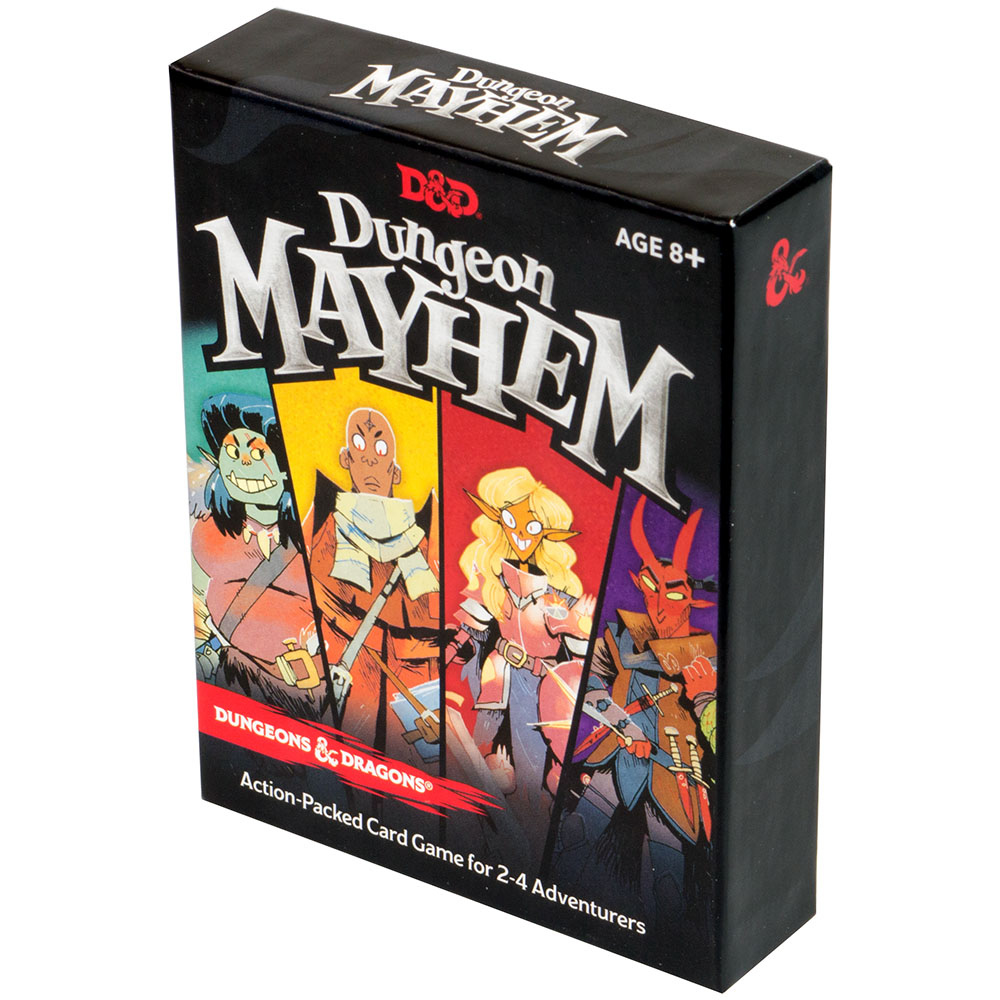 Dungeon
MAYHEM
D&D
AGE 8+
Dungeon
MAYHEM
&
DUNGEONS & DRAGONS®
Action-Packed Card Game for 2-4 Adventurers